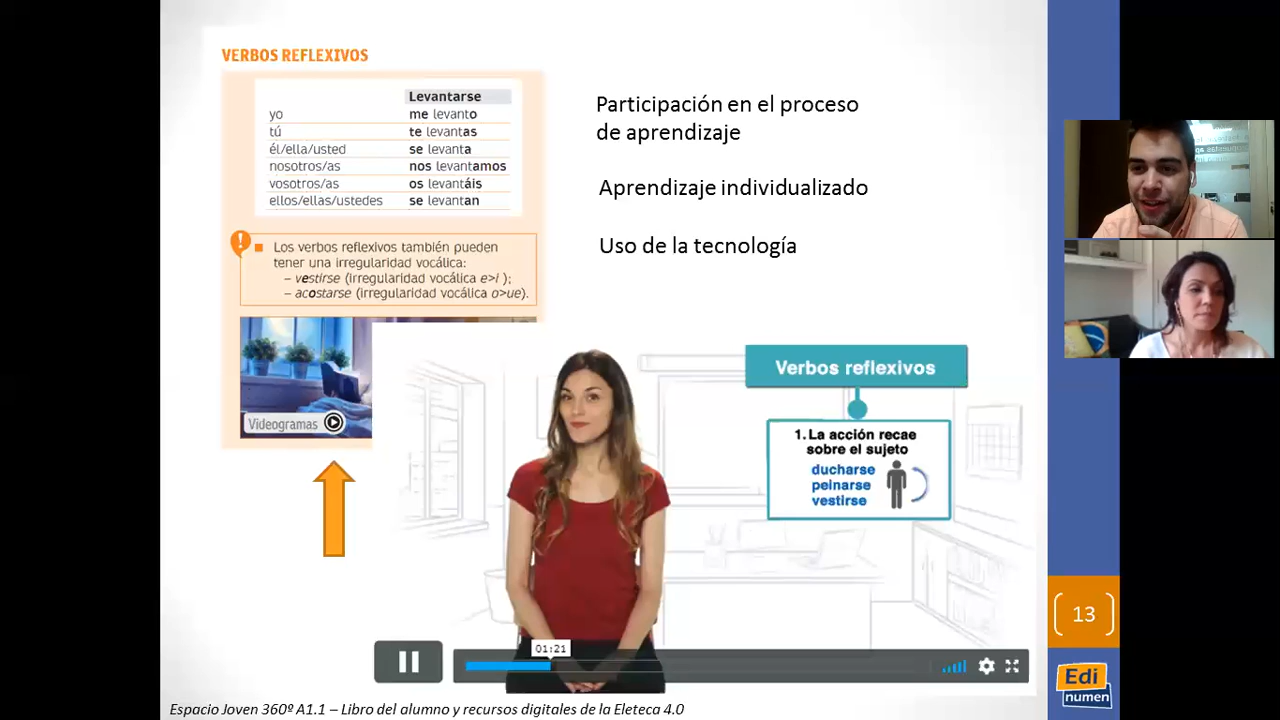 VERBOS REFLEXIVOS
Levantarse
yo me levanto
tú te levantas
él/ella/usted se levanta
nosotros/as nos levantamos
vosotros/as os levantáis
ellos/ellas/ustedes se levantan
!
Los verbos reflexivos también pueden
tener una irregularidad vocálica:
– vestirse (irregularidad vocálica e>i );
– acostarse (irregularidad vocálica o>ue).
Videogramas
Participación en el proceso
de aprendizaje
Aprendizaje individualizado
Uso de la tecnología
Verbos reflexivos
1. La acción recae
sobre el sujeto
ducharse
peinarse
vestirse
01:21
13
Edi
numen
Espacio Joven 360º A1.1 – Libro umno y recursos digitales de la Eleteca 4.0